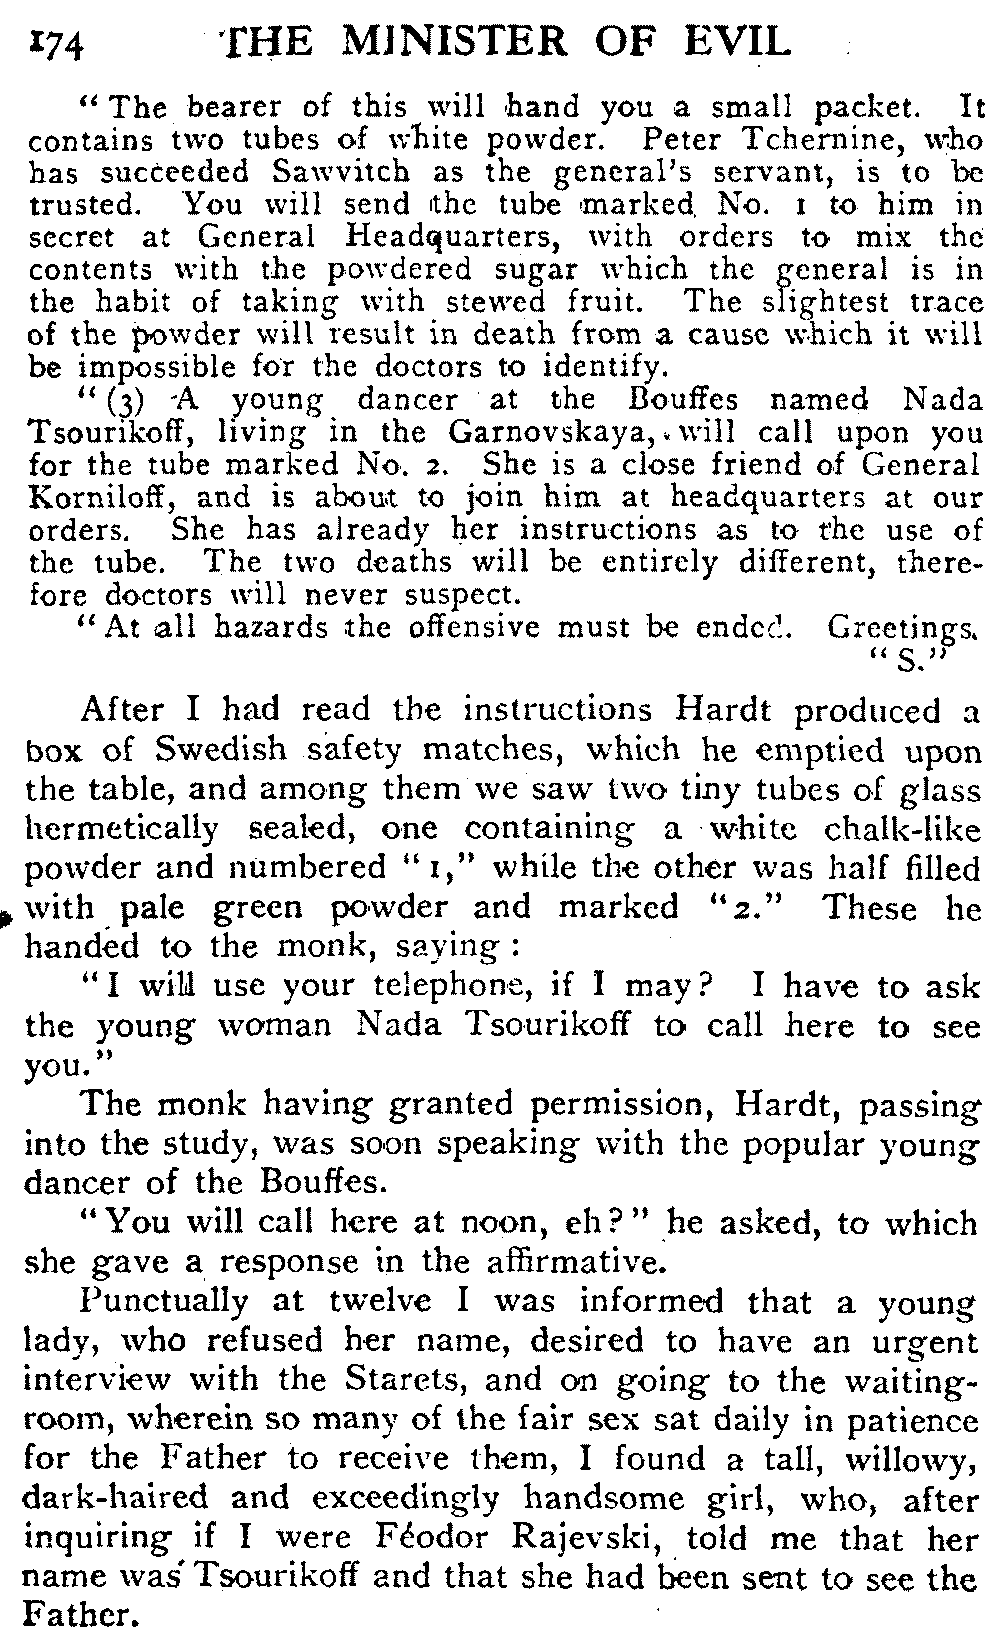 174 THE MINISTER OF EVIL
“The bearer of this will hand you a small packet. It
contains two tubes of white powder. Peter Tchernine, who
has succeeded Sawvitch as the general's servant, is to be
trusted. You will send the tube marked No. 1 to him in
secret at General Headquarters, with orders to mix the
contents with the powdered sugar which the general is in
the habit of taking with stewed fruit. The slightest trace
of the powder will result in death from a cause which it will
be impossible for the doctors to identify.
“(3) A young dancer at the Bouffes named Nada
Tsourikoff, living in the Garnovskaya, will call upon you
for the tube marked No. 2. She is a close friend of General
Korniloff, and is about to join him at headquarters at our
orders. She has already her instructions as to the use of
the tube. The two deaths will be entirely different, there-
fore doctors will never suspect.
“At all hazards the offensive must be ended. Greetings.
“S.”
After I had read the instructions Hardt produced a
box of Swedish safety matches, which he emptied upon
the table, and among them we saw two tiny tubes of glass
hermetically sealed, one containing a white chalk-like
powder and numbered “1,” while the other was half filled
with pale green powder and marked “2.” These he
handed to the monk, saying :
“I will use your telephone, if I may? I have to ask
the young woman Nada Tsourikoff to call here to see
you.”
The monk having granted permission, Hardt, passing
into the study, was soon speaking with the popular young
dancer of the Bouffes.
“You will call here at noon, eh?” he asked, to which
she gave a response in the affirmative.
Punctually at twelve I was informed that a young
lady, who refused her name, desired to have an urgent
interview with the Starets, and on going to the waiting-
room, wherein so many of the fair sex sat daily in patience
for the Father to receive them, I found a tall, willowy,
dark-haired and exceedingly handsome girl, who, after
inquiring if I were Féodor Rajevski, told me that her
name was Tsourikoff and that she had been sent to see the
Father.